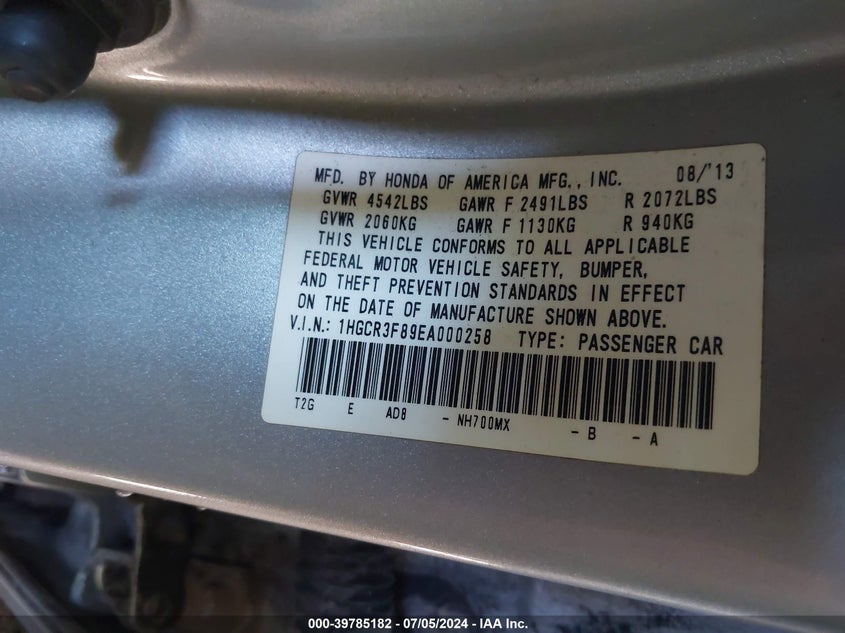 MFD. BY HONDA OF AMERICA MFG., INC. 08/'13
GVWR 4542LBS GAWR F 2491LBS R 2072LBS
GVWR 2060KG GAWR F 1130KG R 940KG
THIS VEHICLE CONFORMS TO ALL APPLICABLE
FEDERAL MOTOR VEHICLE SAFETY, BUMPER,
AND THEFT PREVENTION STANDARDS IN EFFECT
ON THE DATE OF MANUFACTURE SHOWN ABOVE.
V.I.N.: 1HGCR3F89EA000258 TYPE: PASSENGER CAR
T2G E AD8 - NH700MX - B - A
000-39785182 - 07/05/2024 - IAA Inc.